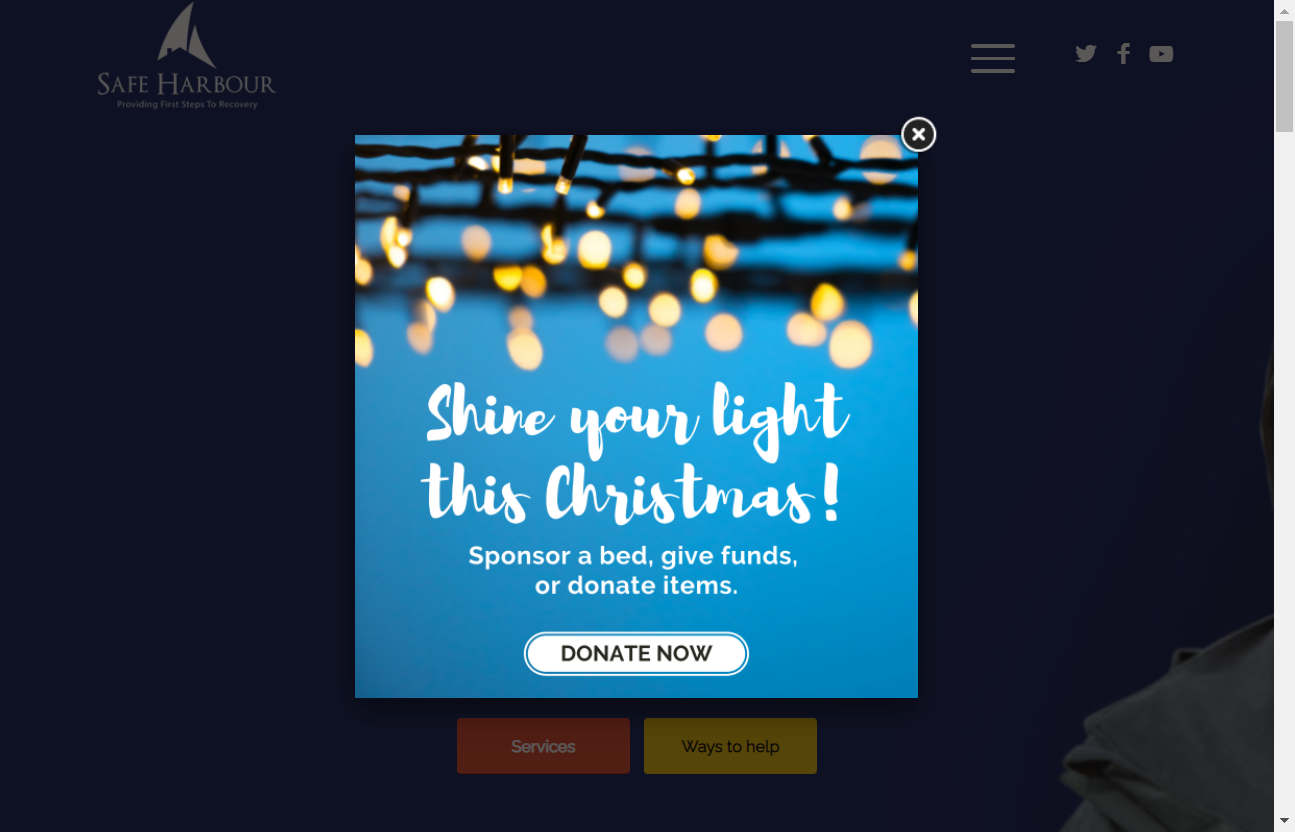 SAFE HARBOUR
Providing First Steps To Recovery
Shine your light
this Christmas!
Sponsor a bed, give funds,
or donate items.
DONATE NOW
Services
Ways to help